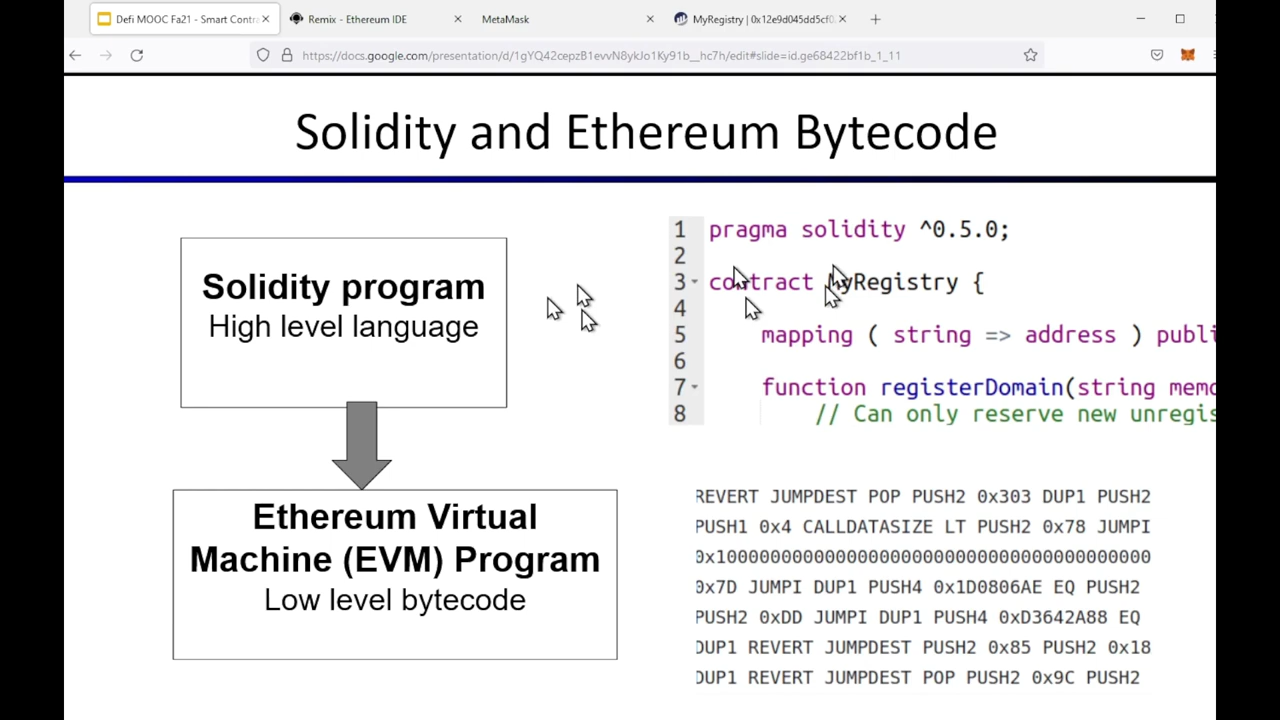 Defi MOOC Fa21 - Smart Contra
Remix - Ethereum IDE
MetaMask
MyRegistry | 0x12e9d045dd5cf0
https://docs.google.com/presentation/d/1gYQ42cepzB1evvN8ykJo1Ky91b__hc7h/edit#slide=id.ge68422bf1b_1_11
Solidity and Ethereum Bytecode
Solidity program
High level language
Ethereum Virtual
Machine (EVM) Program
Low level bytecode
1 pragma solidity ^0.5.0;
2
3 contract MyRegistry {
4
5 mapping ( string => address ) publi
6
7 function registerDomain(string memo
8 // Can only reserve new unregis
REVERT JUMPDEST POP PUSH2 0x303 DUP1 PUSH2
PUSH1 0x4 CALLDATASIZE LT PUSH2 0x78 JUMPI
0x1000000000000000000000000000000000000000
0x7D JUMPI DUP1 PUSH4 0x1D0806AE EQ PUSH2
PUSH2 0xDD JUMPI DUP1 PUSH4 0xD3642A88 EQ
DUP1 REVERT JUMPDEST PUSH2 0x85 PUSH2 0x18
DUP1 REVERT JUMPDEST POP PUSH2 0x9C PUSH2